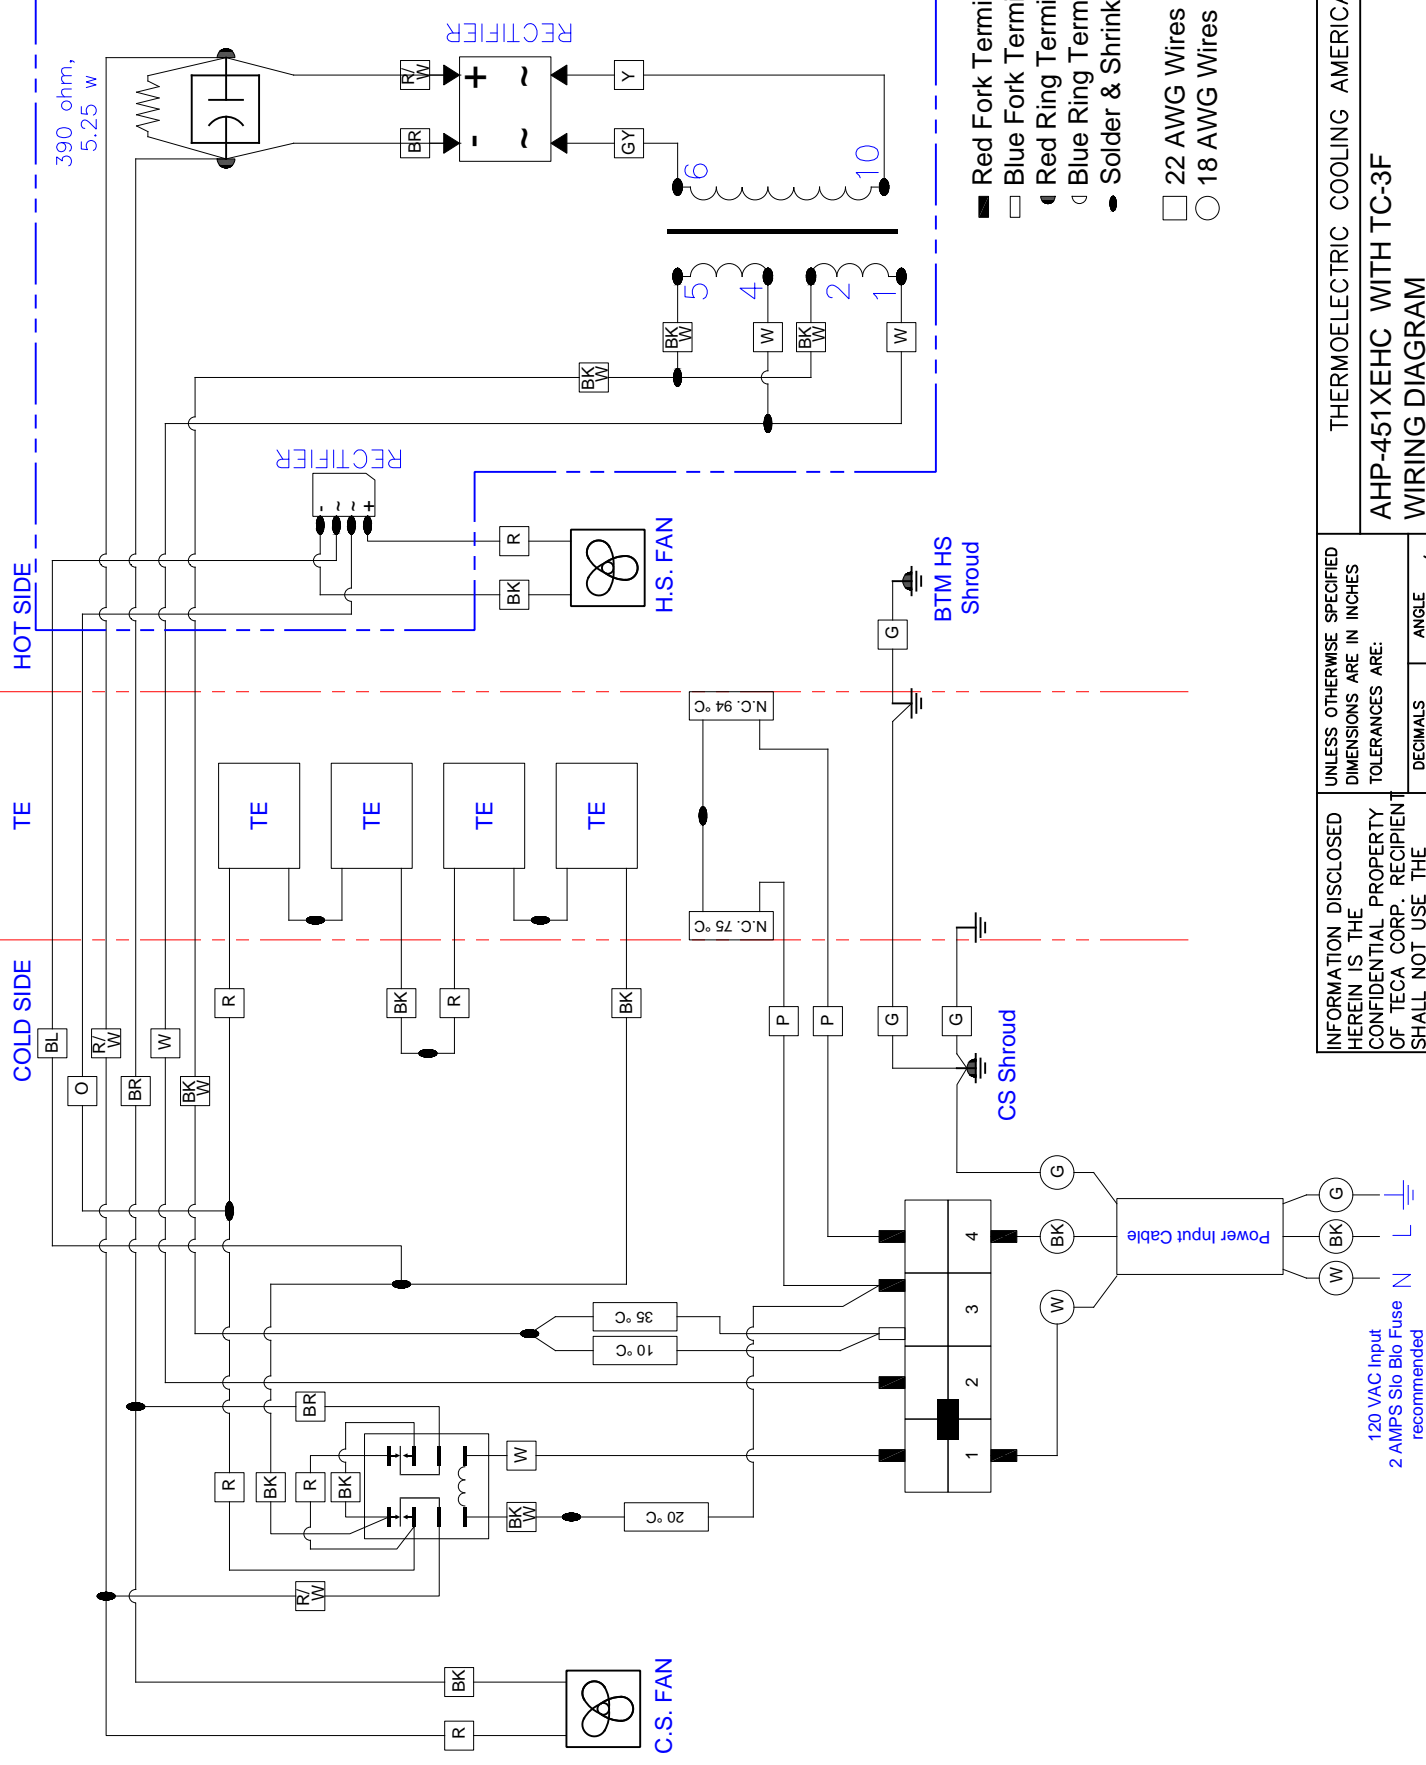 HOT SIDE
TE
COLD SIDE
390 ohm,
5.25 w
R/W
BR
RECTIFIER
+
-
~
~
Y
GY
6
10
5
4
2
1
BK/W
W
BK/W
W
BK/W
RECTIFIER
-
~
~
+
R
BK
H.S. FAN
G
BTM HS
Shroud
TE
TE
TE
TE
N.C. 94 °C
N.C. 75 °C
BL
O
R/W
BR
W
BK/W
R
BK
R
BK
P
P
G
G
CS Shroud
35 °C
10 °C
20 °C
BR
R
BK
R
BK
W
BK/W
R/W
BK
R
C.S. FAN
4
3
2
1
G
BK
W
Power Input Cable
G
BK
W
L
N
120 VAC Input
2 AMPS Slo Blo Fuse
recommended
Red Fork Termi
Blue Fork Term
Red Ring Termi
Blue Ring Term
Solder & Shrink
22 AWG Wires
18 AWG Wires
THERMOELECTRIC COOLING AMERICA
AHP-451XEHC WITH TC-3F
WIRING DIAGRAM
UNLESS OTHERWISE SPECIFIED
DIMENSIONS ARE IN INCHES
TOLERANCES ARE:
DECIMALS
ANGLE
INFORMATION DISCLOSED
HEREIN IS THE
CONFIDENTIAL PROPERTY
OF TECA CORP. RECIPIENT
SHALL NOT USE THE